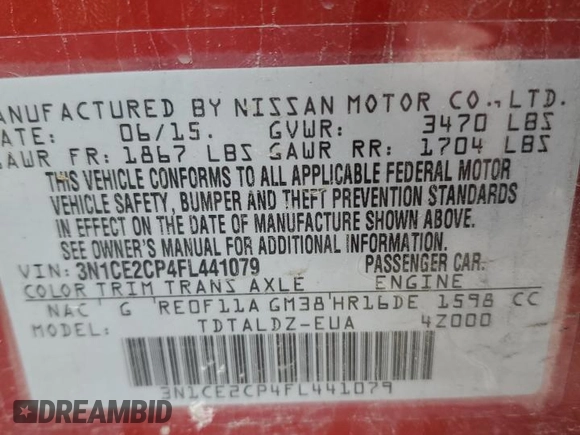 MANUFACTURED BY NISSAN MOTOR CO., LTD.
DATE: 06/15. GVWR: 3470 LBS
GAWR FR: 1867 LBS GAWR RR: 1704 LBS
THIS VEHICLE CONFORMS TO ALL APPLICABLE FEDERAL MOTOR
VEHICLE SAFETY, BUMPER AND THEFT PREVENTION STANDARDS
IN EFFECT ON THE DATE OF MANUFACTURE SHOWN ABOVE.
SEE OWNER'S MANUAL FOR ADDITIONAL INFORMATION.
VIN: 3N1CE2CP4FL441079 PASSENGER CAR.
COLOR TRIM TRANS AXLE ENGINE
NAC G RE0F11A GM38 HR16DE 1598 CC
MODEL: TDTALDZ-EUA 4Z000
3N1CE2CP4FL441079
DREAMBID